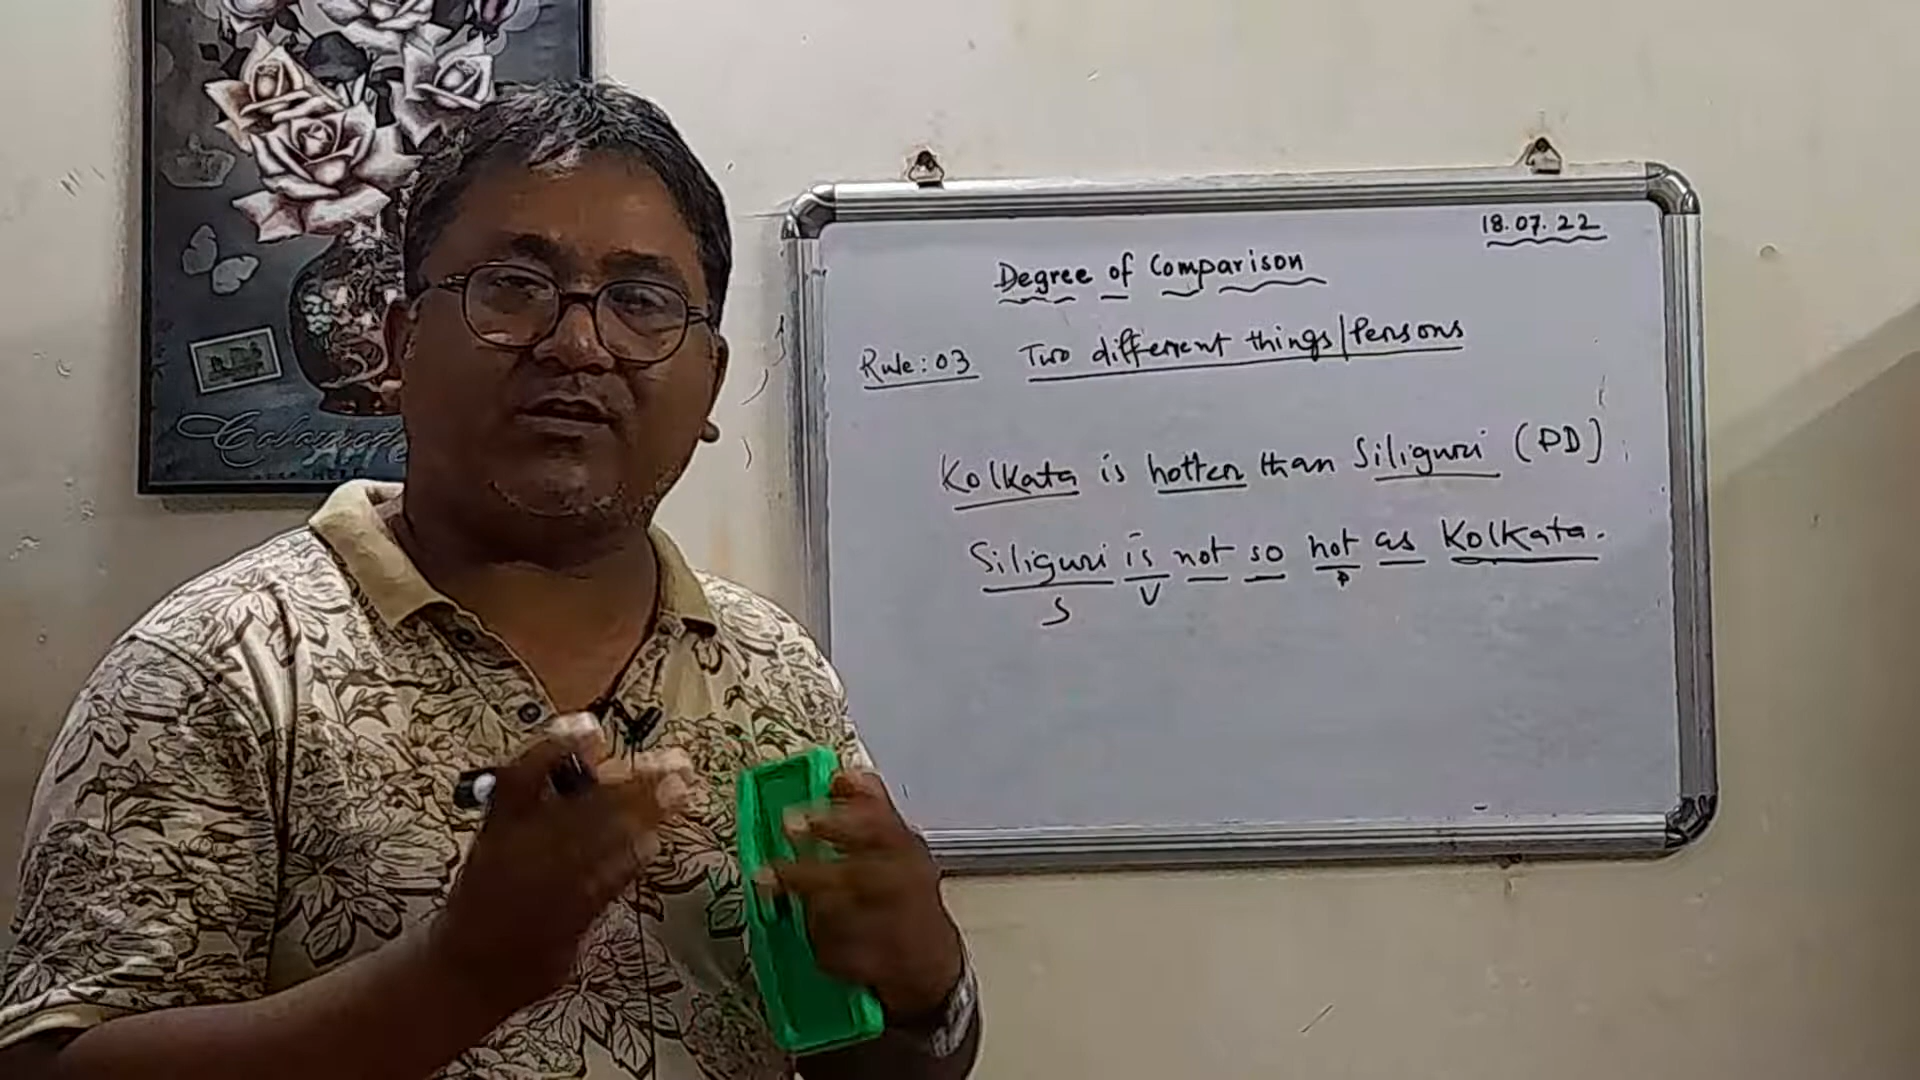 18.07.22
Degree of Comparison
Rule:03 Two different things/Persons
Kolkata is hotter than Siliguri (PD)
Siliguri is not so hot as Kolkata.
S V P